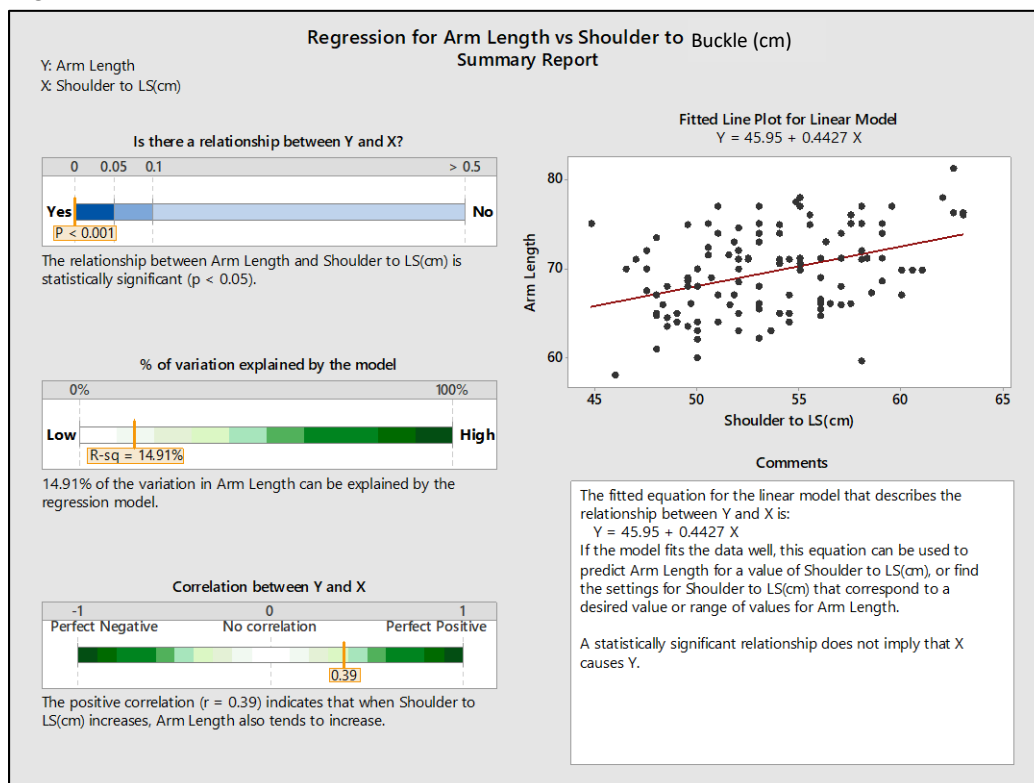 Regression for Arm Length vs Shoulder to Buckle (cm)
Summary Report
Y: Arm Length
X: Shoulder to LS(cm)
Is there a relationship between Y and X?
0 0.05 0.1 > 0.5
Yes No
P < 0.001
The relationship between Arm Length and Shoulder to LS(cm) is
statistically significant (p < 0.05).
% of variation explained by the model
0% 100%
Low High
R-sq = 14.91%
14.91% of the variation in Arm Length can be explained by the
regression model.
Correlation between Y and X
-1 0 1
Perfect Negative No correlation Perfect Positive
0.39
The positive correlation (r = 0.39) indicates that when Shoulder to
LS(cm) increases, Arm Length also tends to increase.
Fitted Line Plot for Linear Model
Y = 45.95 + 0.4427 X
80
70
60
Arm Length
45 50 55 60 65
Shoulder to LS(cm)
Comments
The fitted equation for the linear model that describes the
relationship between Y and X is:
Y = 45.95 + 0.4427 X
If the model fits the data well, this equation can be used to
predict Arm Length for a value of Shoulder to LS(cm), or find
the settings for Shoulder to LS(cm) that correspond to a
desired value or range of values for Arm Length.
A statistically significant relationship does not imply that X
causes Y.